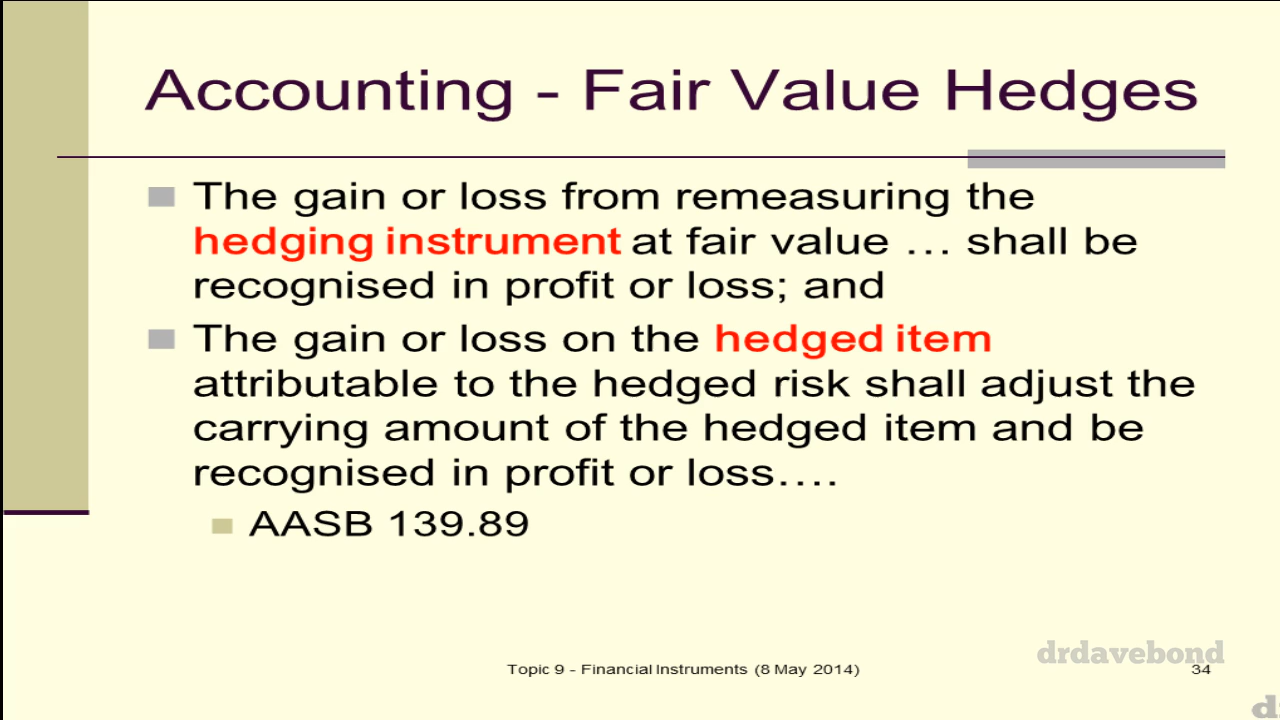 Accounting - Fair Value Hedges
The gain or loss from remeasuring the
hedging instrument at fair value … shall be
recognised in profit or loss; and
The gain or loss on the hedged item
attributable to the hedged risk shall adjust the
carrying amount of the hedged item and be
recognised in profit or loss….
AASB 139.89
drdavebond
Topic 9 - Financial Instruments (8 May 2014)
34